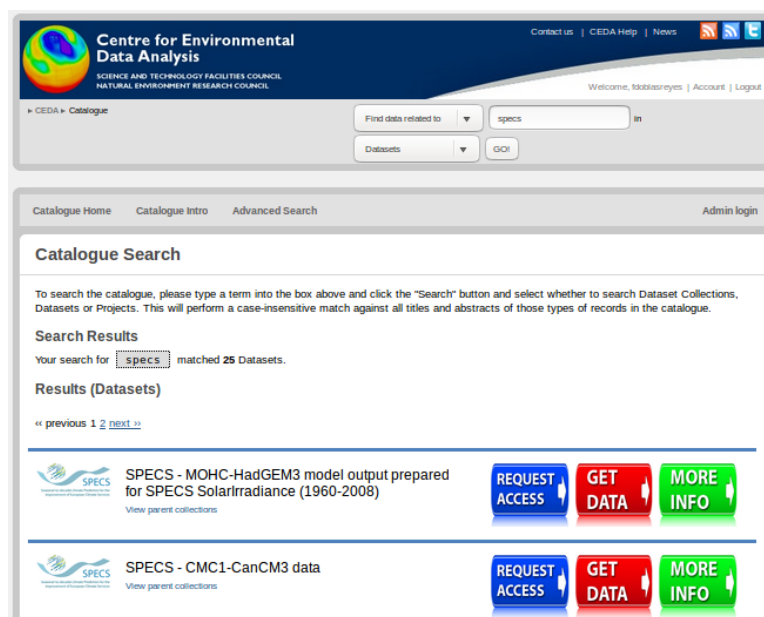 Centre for Environmental
Data Analysis
SCIENCE AND TECHNOLOGY FACILITIES COUNCIL
NATURAL ENVIRONMENT RESEARCH COUNCIL
Contact us | CEDA Help | News
Welcome, fdoblasreyes | Account | Logout
CEDA Catalogue
Find data related to specs in
Datasets GO!
Catalogue Home Catalogue Intro Advanced Search Admin login
Catalogue Search
To search the catalogue, please type a term into the box above and click the "Search" button and select whether to search Dataset Collections,
Datasets or Projects. This will perform a case-insensitive match against all titles and abstracts of those types of records in the catalogue.
Search Results
Your search for specs matched 25 Datasets.
Results (Datasets)
‹‹ previous 1 2 next ››
SPECS
SPECS - MOHC-HadGEM3 model output prepared
for SPECS SolarIrradiance (1960-2008)
View parent collections
REQUEST
ACCESS
GET
DATA
MORE
INFO
SPECS
SPECS - CMC1-CanCM3 data
View parent collections
REQUEST
ACCESS
GET
DATA
MORE
INFO